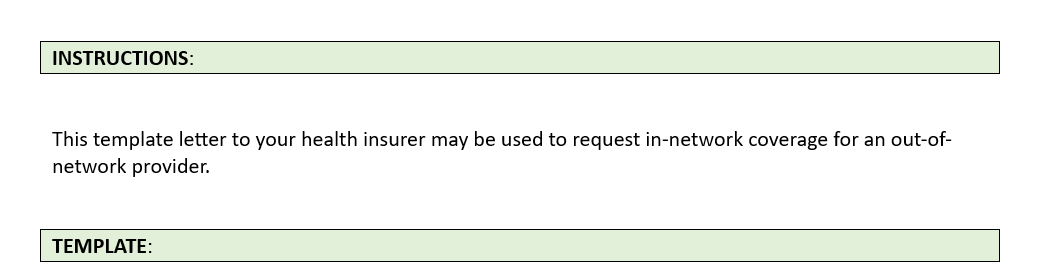 INSTRUCTIONS:
This template letter to your health insurer may be used to request in-network coverage for an out-of-
network provider.
TEMPLATE: